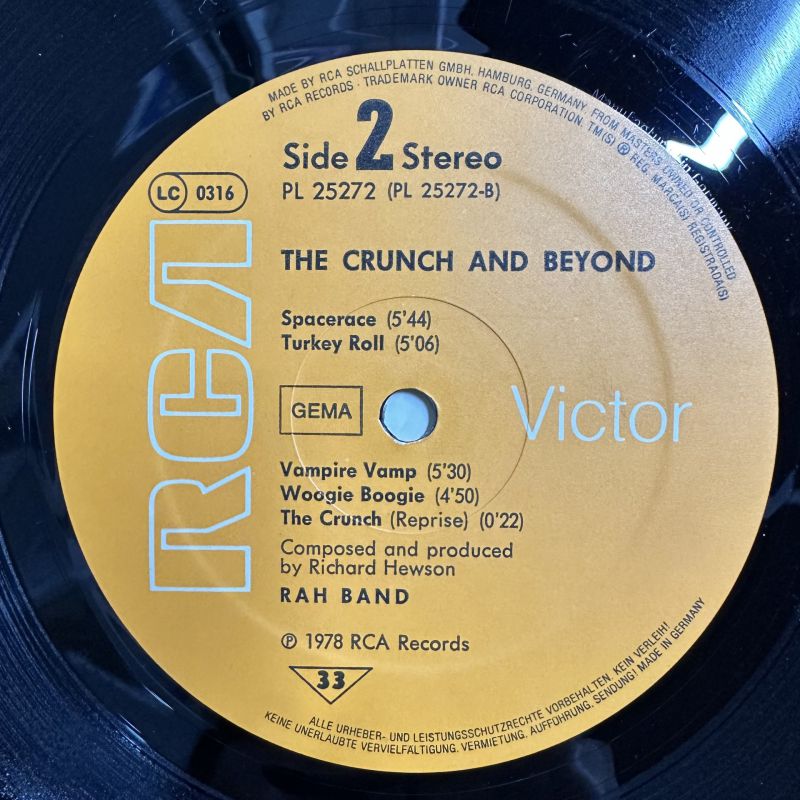 MADE BY RCA SCHALLPLATTEN GMBH, HAMBURG, GERMANY, FROM MASTERS OWNED OR CONTROLLED
BY RCA RECORDS · TRADEMARK OWNER RCA CORPORATION. TM(S) ® REG. MARCA(S) REGISTRADA(S)
Side 2 Stereo
PL 25272 (PL 25272-B)
LC 0316
RCA
THE CRUNCH AND BEYOND
Spacerace (5'44)
Turkey Roll (5'06)
GEMA
Victor
Vampire Vamp (5'30)
Woogie Boogie (4'50)
The Crunch (Reprise) (0'22)
Composed and produced
by Richard Hewson
RAH BAND
℗ 1978 RCA Records
33
ALLE URHEBER- UND LEISTUNGSSCHUTZRECHTE VORBEHALTEN. KEIN VERLEIH!
KEINE UNERLAUBTE VERVIELFÄLTIGUNG, VERMIETUNG, AUFFÜHRUNG, SENDUNG! MADE IN GERMANY